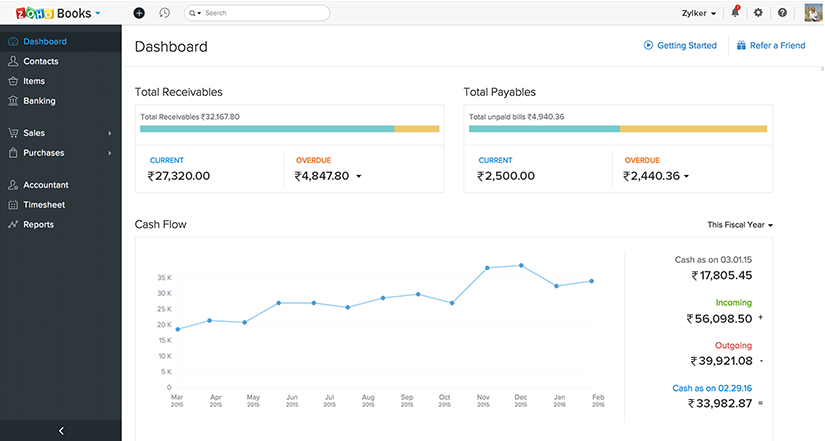 ZOHO Books
Search
Zylker
Dashboard
Contacts
Items
Banking
Sales
Purchases
Accountant
Timesheet
Reports
Dashboard
Getting Started
Refer a Friend
Total Receivables
Total Receivables ₹32,167.80
CURRENT
₹27,320.00
OVERDUE
₹4,847.80
Total Payables
Total unpaid bills ₹4,940.36
CURRENT
₹2,500.00
OVERDUE
₹2,440.36
Cash Flow
This Fiscal Year
35 K
30 K
25 K
20 K
15 K
10 K
5 K
0
Mar Apr May Jun Jul Aug Sep Oct Nov Dec Jan Feb
2015 2015 2015 2015 2015 2015 2015 2015 2015 2015 2016 2016
Cash as on 03.01.15
₹17,805.45
Incoming
₹56,098.50 +
Outgoing
₹39,921.08 -
Cash as on 02.29.16
₹33,982.87 =